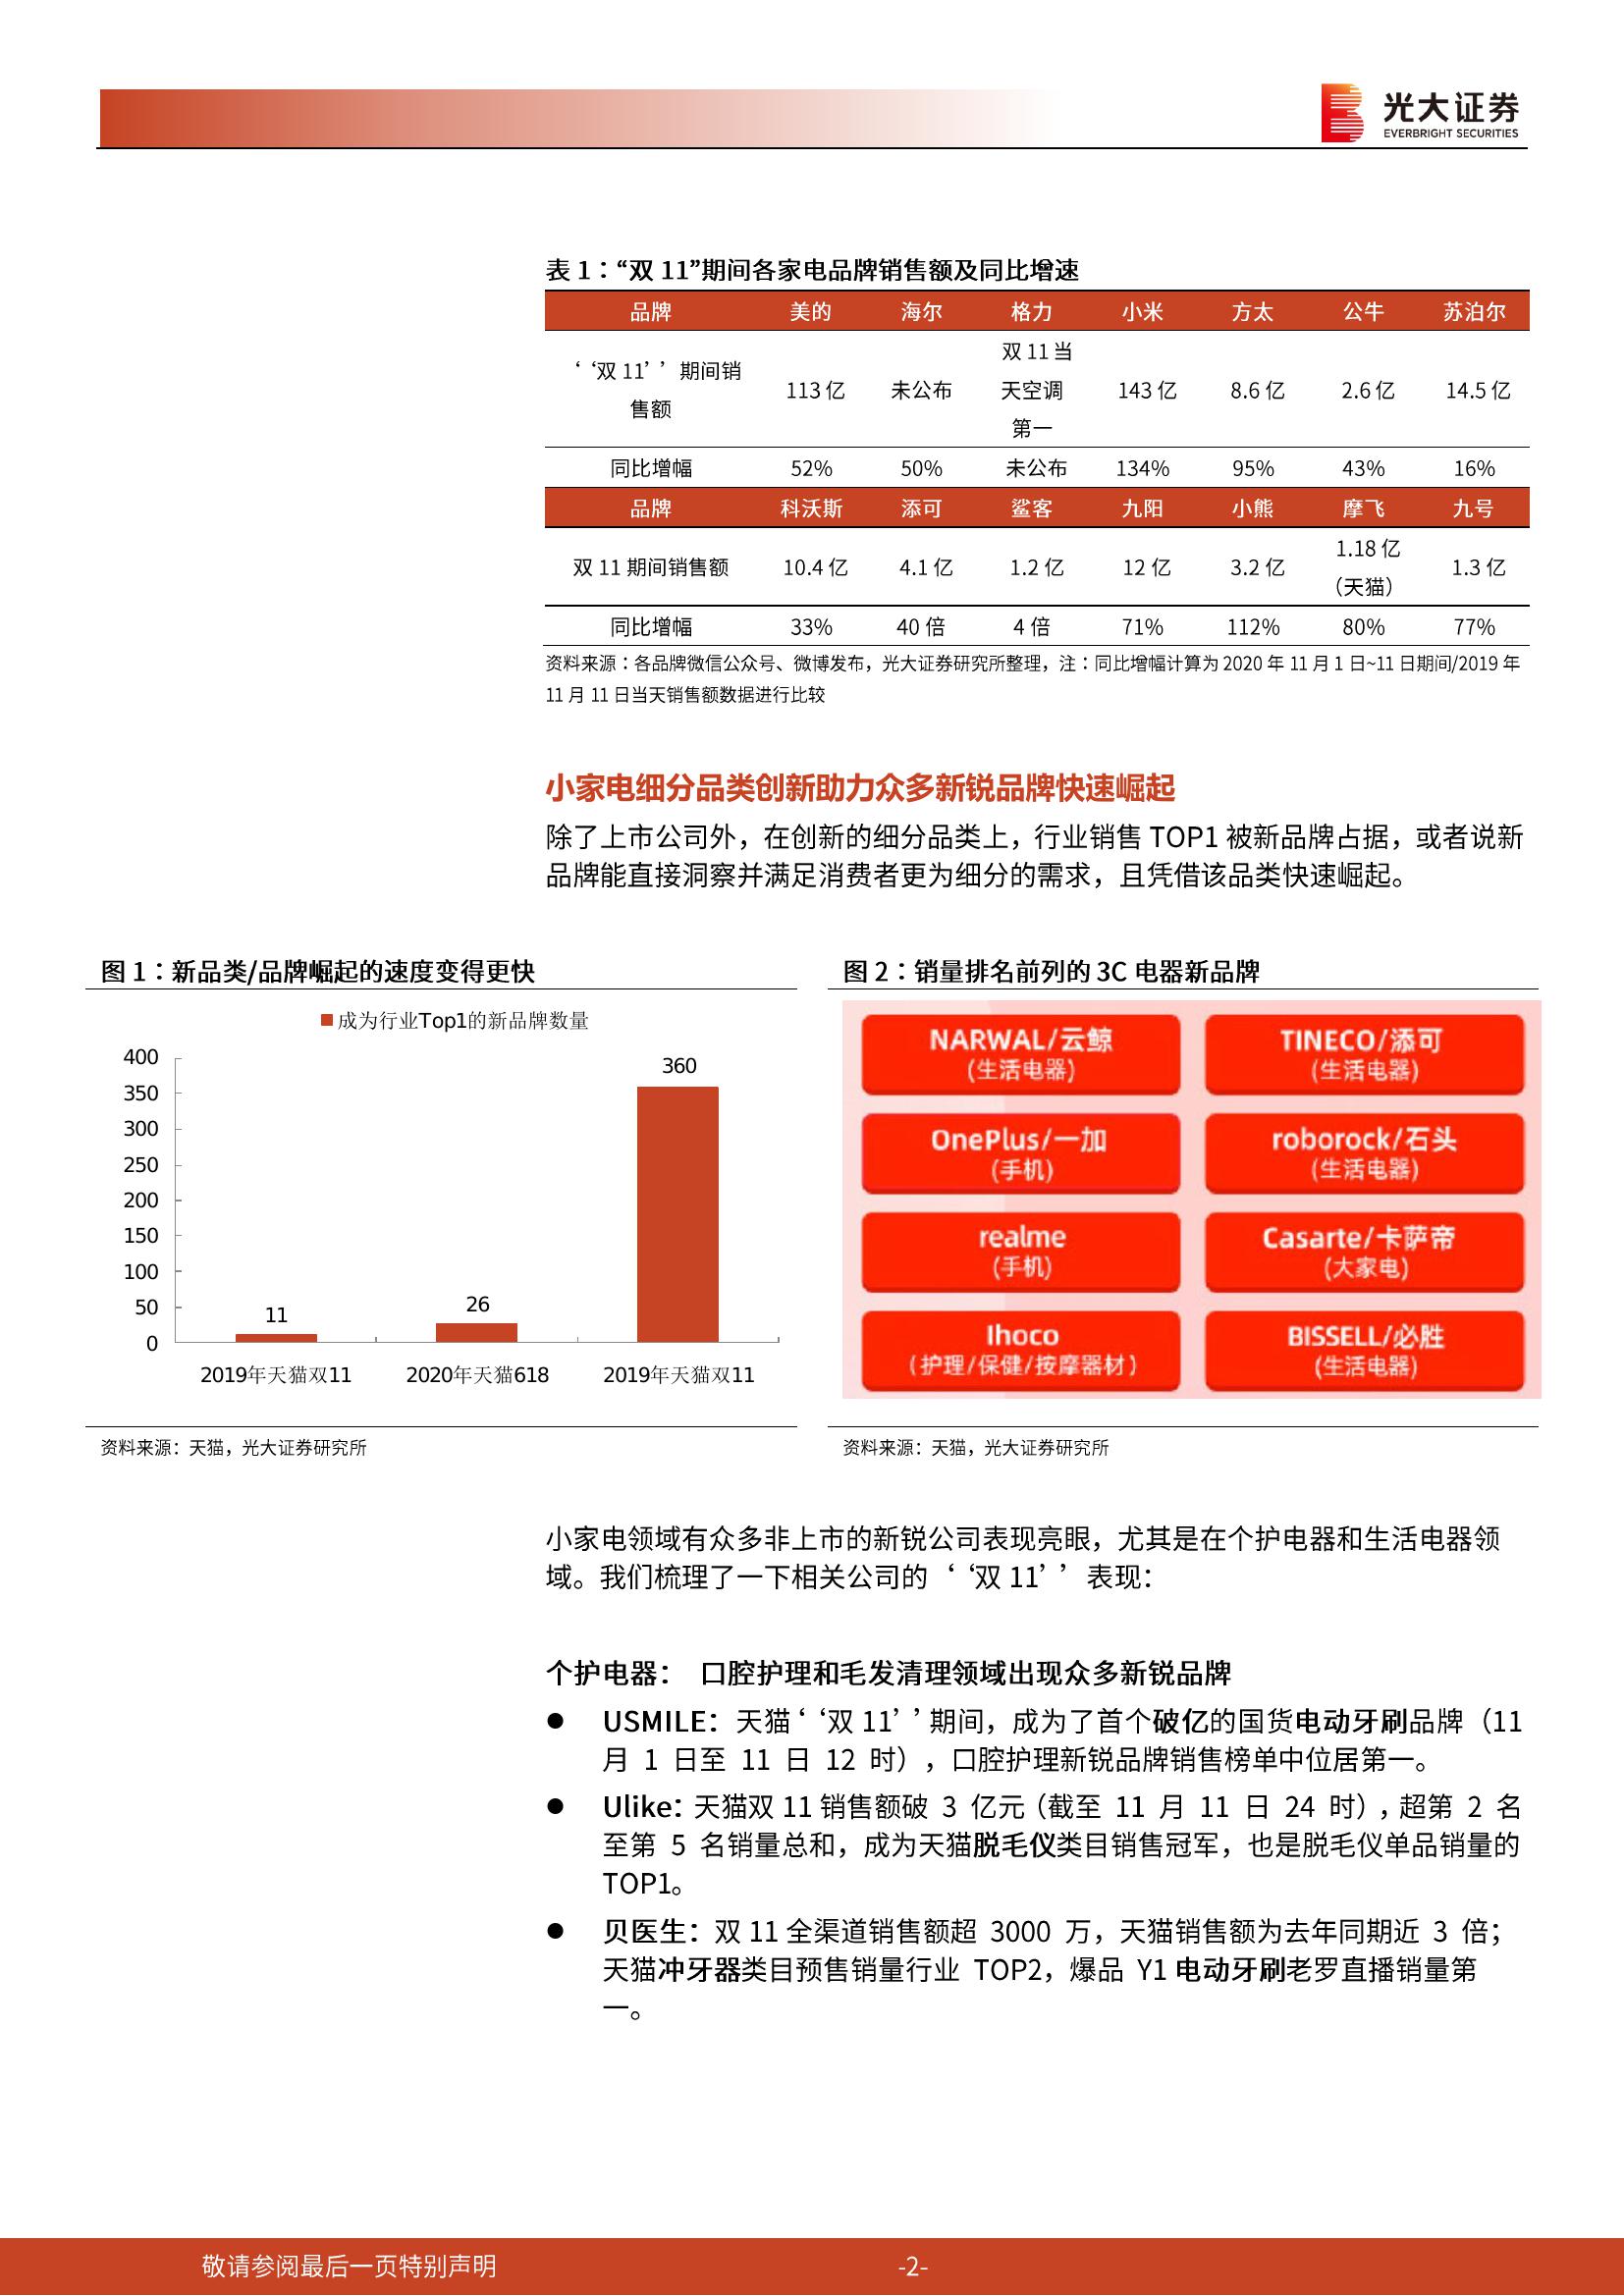 光大证券
EVERBRIGHT SECURITIES
表 1：“双 11”期间各家电品牌销售额及同比增速
品牌 美的 海尔 格力 小米 方太 公牛 苏泊尔
‘‘双 11’’期间销售额 113 亿 未公布 双 11 当天空调第一 143 亿 8.6 亿 2.6 亿 14.5 亿
同比增幅 52% 50% 未公布 134% 95% 43% 16%
品牌 科沃斯 添可 鲨客 九阳 小熊 摩飞 九号
双 11 期间销售额 10.4 亿 4.1 亿 1.2 亿 12 亿 3.2 亿 1.18 亿（天猫） 1.3 亿
同比增幅 33% 40 倍 4 倍 71% 112% 80% 77%
资料来源：各品牌微信公众号、微博发布，光大证券研究所整理，注：同比增幅计算为 2020 年 11 月 1 日~11 日期间/2019 年
11 月 11 日当天销售额数据进行比较
小家电细分品类创新助力众多新锐品牌快速崛起
除了上市公司外，在创新的细分品类上，行业销售 TOP1 被新品牌占据，或者说新
品牌能直接洞察并满足消费者更为细分的需求，且凭借该品类快速崛起。
图 1：新品类/品牌崛起的速度变得更快
成为行业Top1的新品牌数量
400
350
300
250
200
150
100
50
0
11
26
360
2019年天猫双11 2020年天猫618 2019年天猫双11
资料来源：天猫，光大证券研究所
图 2：销量排名前列的 3C 电器新品牌
NARWAL/云鲸
(生活电器)
TINECO/添可
(生活电器)
OnePlus/一加
(手机)
roborock/石头
(生活电器)
realme
(手机)
Casarte/卡萨帝
(大家电)
lhoco
(护理/保健/按摩器材)
BISSELL/必胜
(生活电器)
资料来源：天猫，光大证券研究所
小家电领域有众多非上市的新锐公司表现亮眼，尤其是在个护电器和生活电器领
域。我们梳理了一下相关公司的‘‘双 11’’表现：
个护电器： 口腔护理和毛发清理领域出现众多新锐品牌
● USMILE：天猫‘‘双 11’’期间，成为了首个破亿的国货电动牙刷品牌（11
月 1 日至 11 日 12 时），口腔护理新锐品牌销售榜单中位居第一。
● Ulike：天猫双 11 销售额破 3 亿元（截至 11 月 11 日 24 时），超第 2 名
至第 5 名销量总和，成为天猫脱毛仪类目销售冠军，也是脱毛仪单品销量的
TOP1。
● 贝医生：双 11 全渠道销售额超 3000 万，天猫销售额为去年同期近 3 倍；
天猫冲牙器类目预售销量行业 TOP2，爆品 Y1 电动牙刷老罗直播销量第
一。
敬请参阅最后一页特别声明
-2-